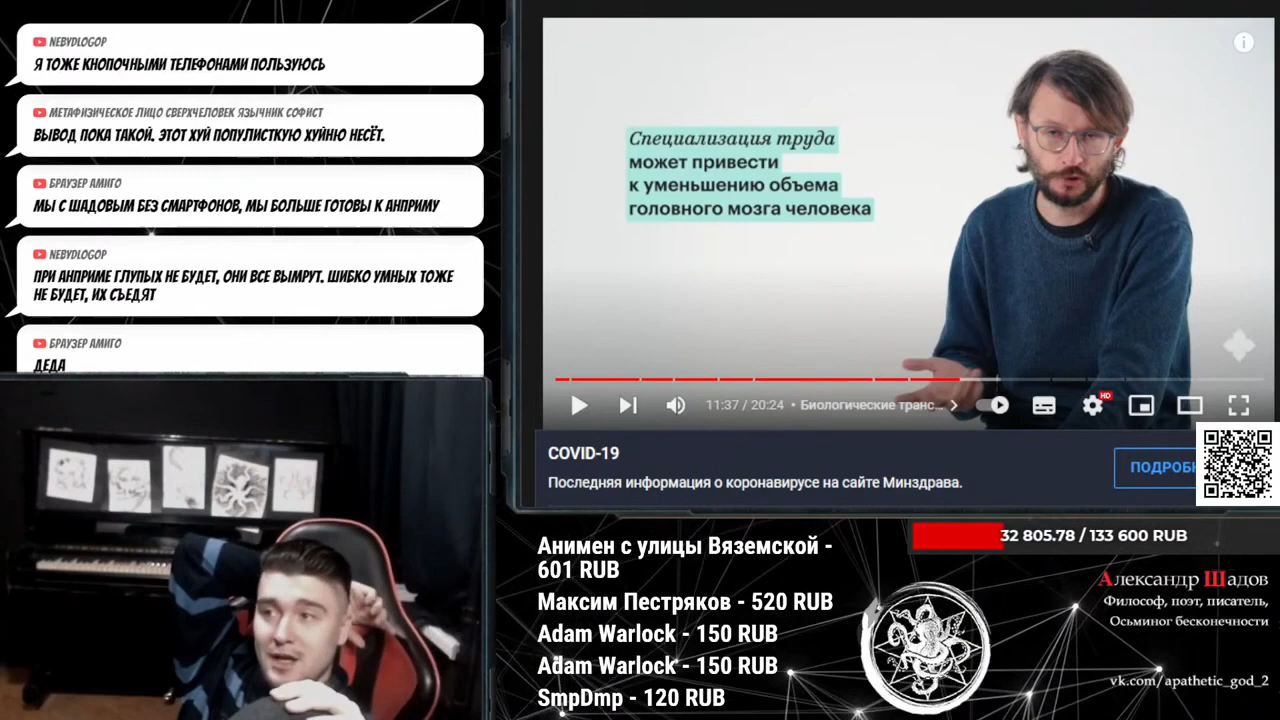 NEBYDLOGOP
Я ТОЖЕ КНОПОЧНЫМИ ТЕЛЕФОНАМИ ПОЛЬЗУЮСЬ
МЕТАФИЗИЧЕСКОЕ ЛИЦО СВЕРХЧЕЛОВЕК ЯЗЫЧНИК СОФИСТ
ВЫВОД ПОКА ТАКОЙ. ЭТОТ ХУЙ ПОПУЛИСТКУЮ ХУЙНЮ НЕСЁТ.
БРАУЗЕР АМИГО
МЫ С ШАДОВЫМ БЕЗ СМАРТФОНОВ, МЫ БОЛЬШЕ ГОТОВЫ К АНПРИМУ
NEBYDLOGOP
ПРИ АНПРИМЕ ГЛУПЫХ НЕ БУДЕТ, ОНИ ВСЕ ВЫМРУТ. ШИБКО УМНЫХ ТОЖЕ
НЕ БУДЕТ, ИХ СЪЕДЯТ
БРАУЗЕР АМИГО
ДЕДА
Специализация труда
может привести
к уменьшению объема
головного мозга человека
11:37 / 20:24 • Биологические транс...
HD
COVID-19
Последняя информация о коронавирусе на сайте Минздрава.
ПОДРОБН
32 805.78 / 133 600 RUB
Анимен с улицы Вяземской -
601 RUB
Максим Пестряков - 520 RUB
Adam Warlock - 150 RUB
Adam Warlock - 150 RUB
SmpDmp - 120 RUB
Александр Шадов
Философ, поэт, писатель,
Осьминог бесконечности
vk.com/apathetic_god_2